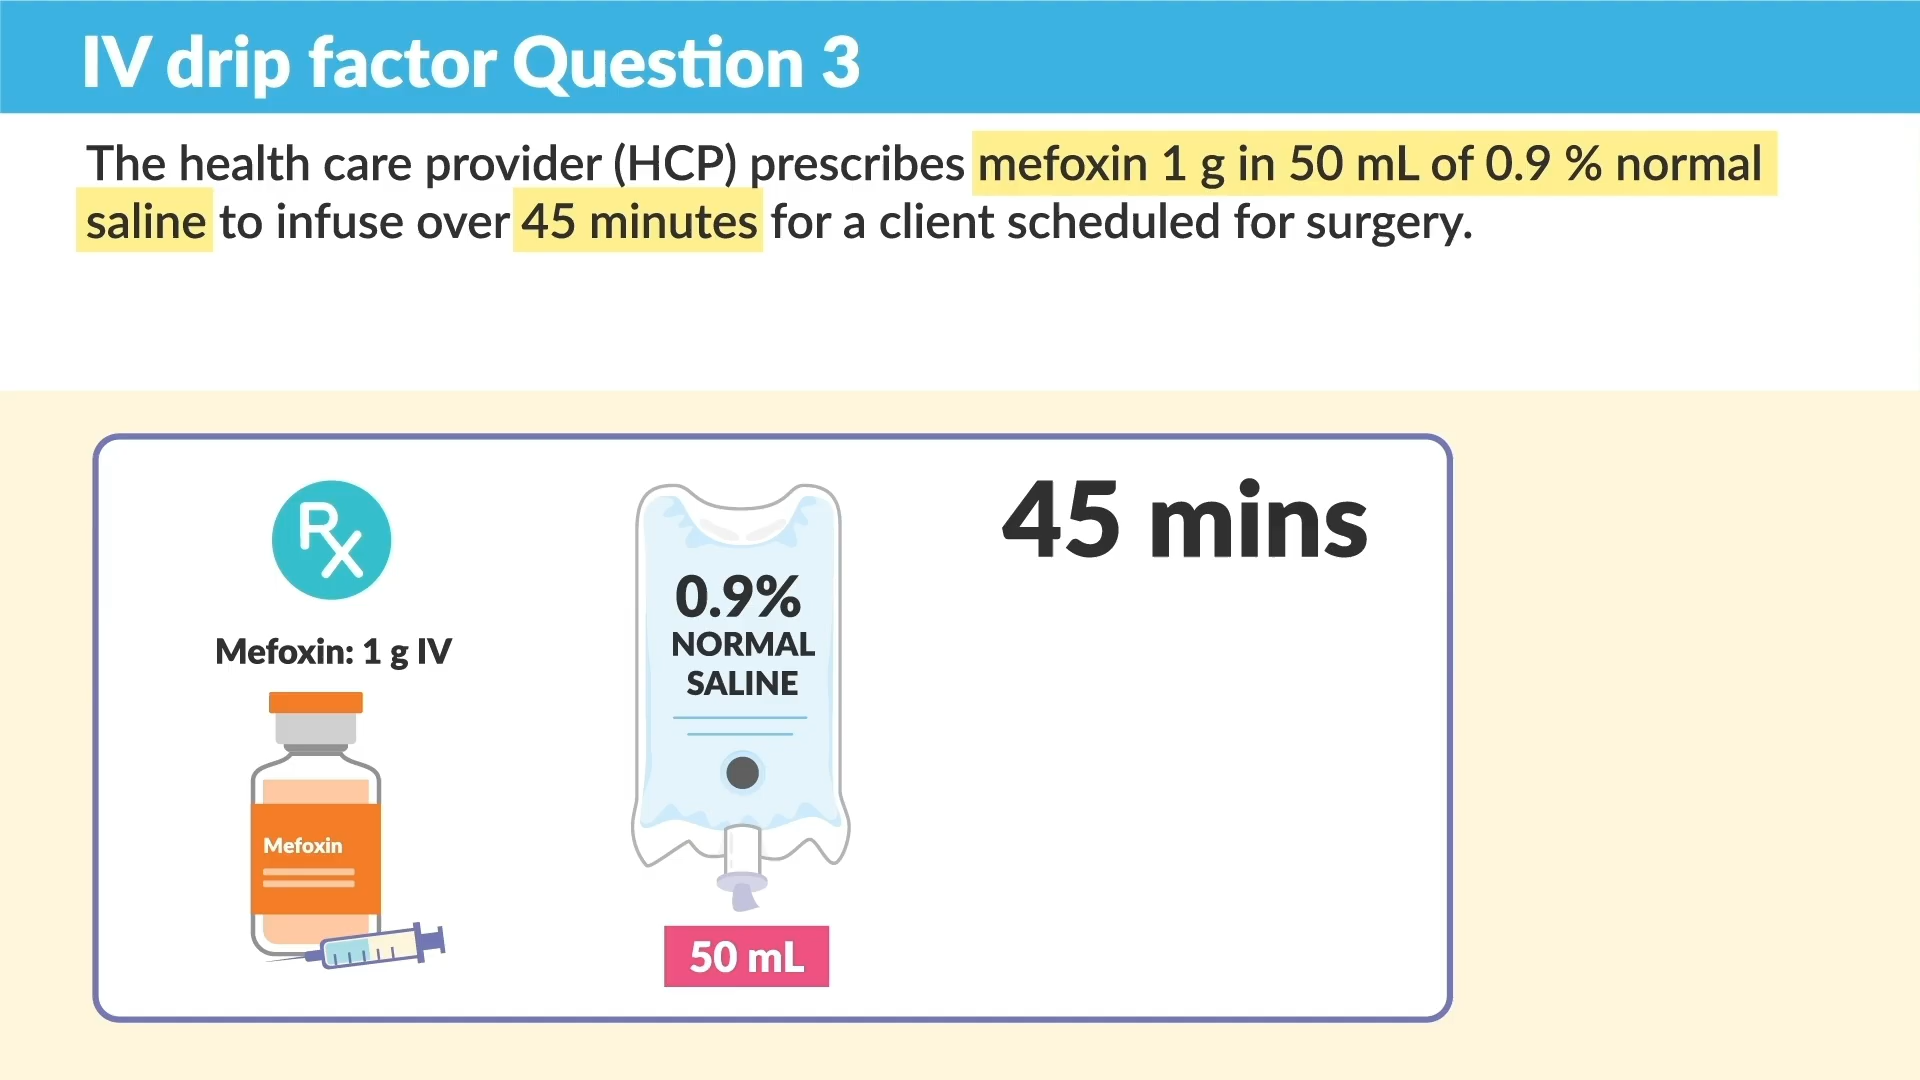 IV drip factor Question 3
The health care provider (HCP) prescribes mefoxin 1 g in 50 mL of 0.9 % normal
saline to infuse over 45 minutes for a client scheduled for surgery.
Rx
Mefoxin: 1 g IV
Mefoxin
0.9%
NORMAL
SALINE
50 mL
45 mins